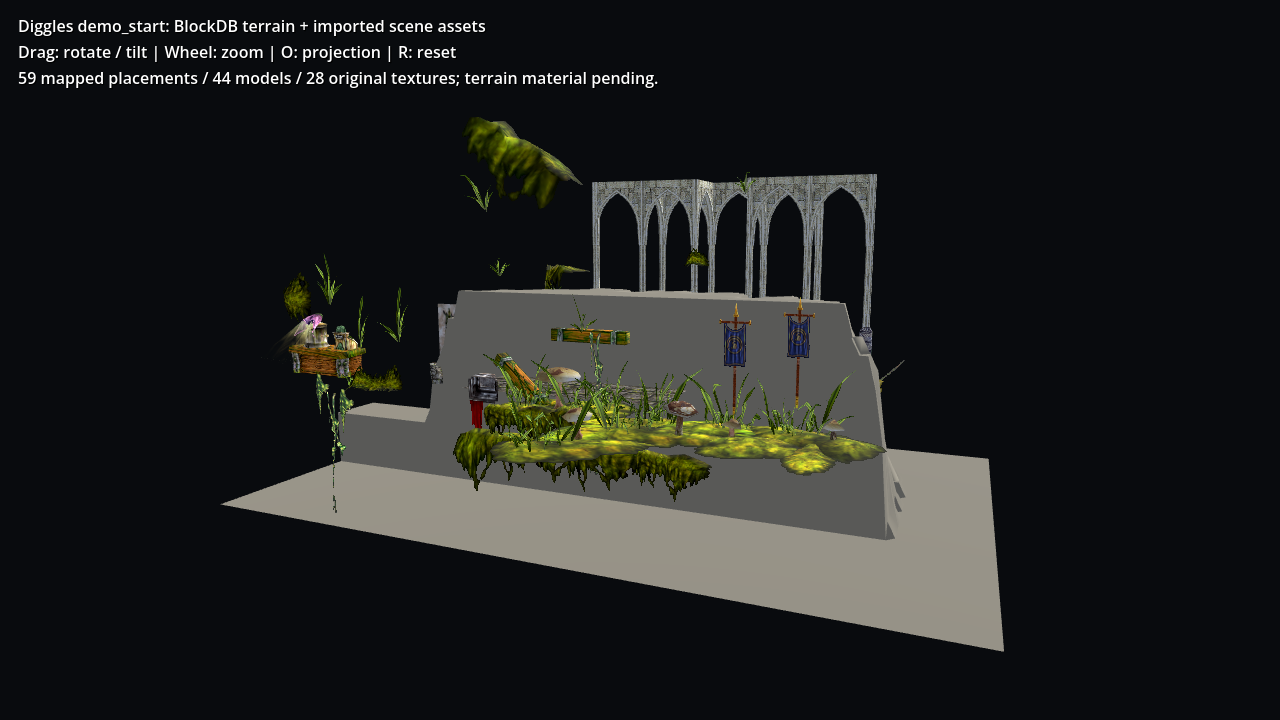 Diggles demo_start: BlockDB terrain + imported scene assets
Drag: rotate / tilt | Wheel: zoom | O: projection | R: reset
59 mapped placements / 44 models / 28 original textures; terrain material pending.